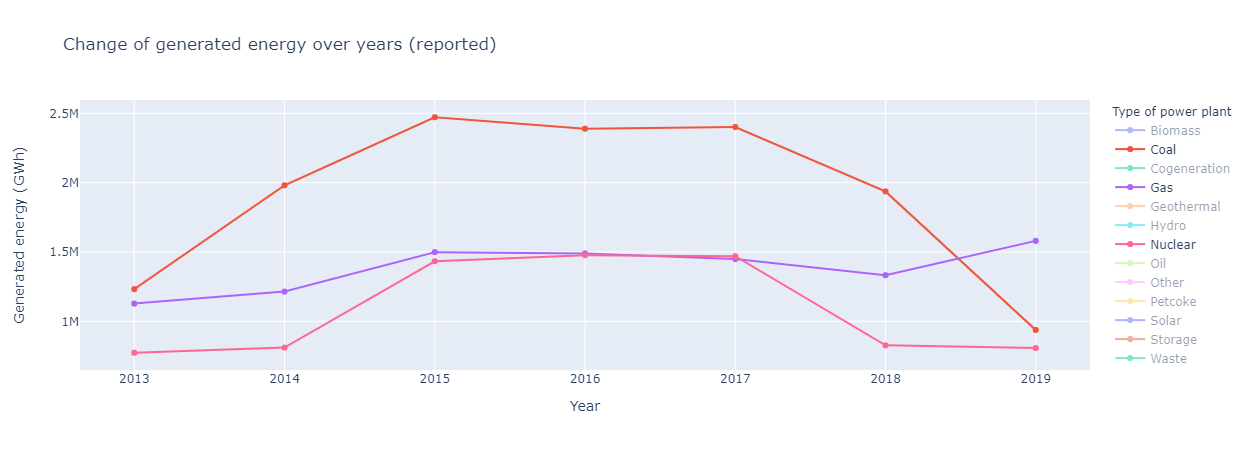 Change of generated energy over years (reported)
Generated energy (GWh)
2.5M
2M
1.5M
1M
2013 2014 2015 2016 2017 2018 2019
Year
Type of power plant
Biomass
Coal
Cogeneration
Gas
Geothermal
Hydro
Nuclear
Oil
Other
Petcoke
Solar
Storage
Waste